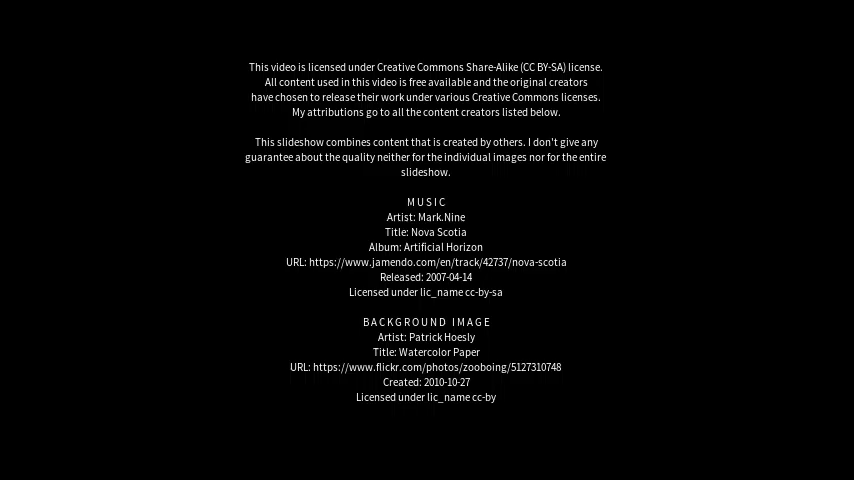 This video is licensed under Creative Commons Share-Alike (CC BY-SA) license.
All content used in this video is free available and the original creators
have chosen to release their work under various Creative Commons licenses.
My attributions go to all the content creators listed below.
This slideshow combines content that is created by others. I don't give any
guarantee about the quality neither for the individual images nor for the entire
slideshow.
MUSIC
Artist: Mark.Nine
Title: Nova Scotia
Album: Artificial Horizon
URL: https://www.jamendo.com/en/track/42737/nova-scotia
Released: 2007-04-14
Licensed under lic_name cc-by-sa
BACKGROUND IMAGE
Artist: Patrick Hoesly
Title: Watercolor Paper
URL: https://www.flickr.com/photos/zooboing/5127310748
Created: 2010-10-27
Licensed under lic_name cc-by